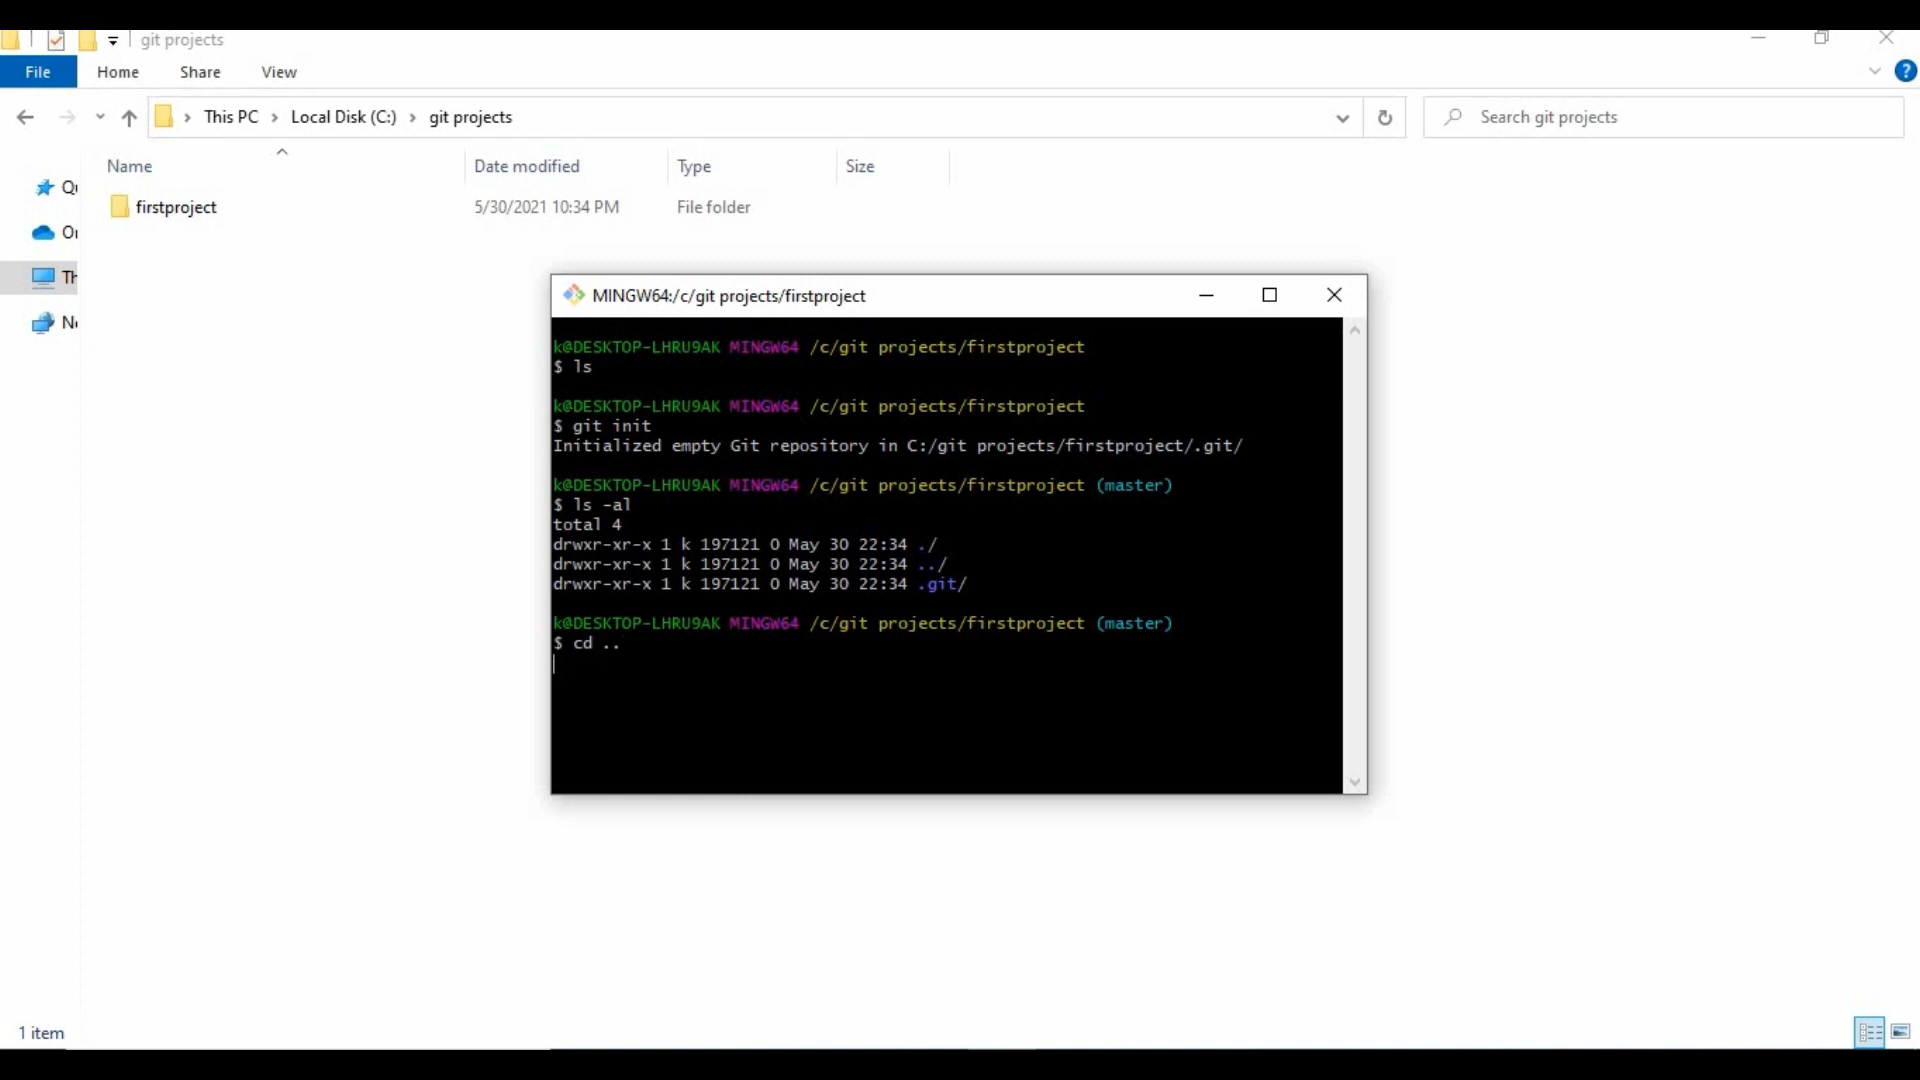 git projects
File Home Share View
This PC Local Disk (C:) git projects
Search git projects
Name Date modified Type Size
firstproject 5/30/2021 10:34 PM File folder
MINGW64:/c/git projects/firstproject
k@DESKTOP-LHRU9AK MINGW64 /c/git projects/firstproject
$ ls
k@DESKTOP-LHRU9AK MINGW64 /c/git projects/firstproject
$ git init
Initialized empty Git repository in C:/git projects/firstproject/.git/
k@DESKTOP-LHRU9AK MINGW64 /c/git projects/firstproject (master)
$ ls -al
total 4
drwxr-xr-x 1 k 197121 0 May 30 22:34 ./
drwxr-xr-x 1 k 197121 0 May 30 22:34 ../
drwxr-xr-x 1 k 197121 0 May 30 22:34 .git/
k@DESKTOP-LHRU9AK MINGW64 /c/git projects/firstproject (master)
$ cd ..
1 item